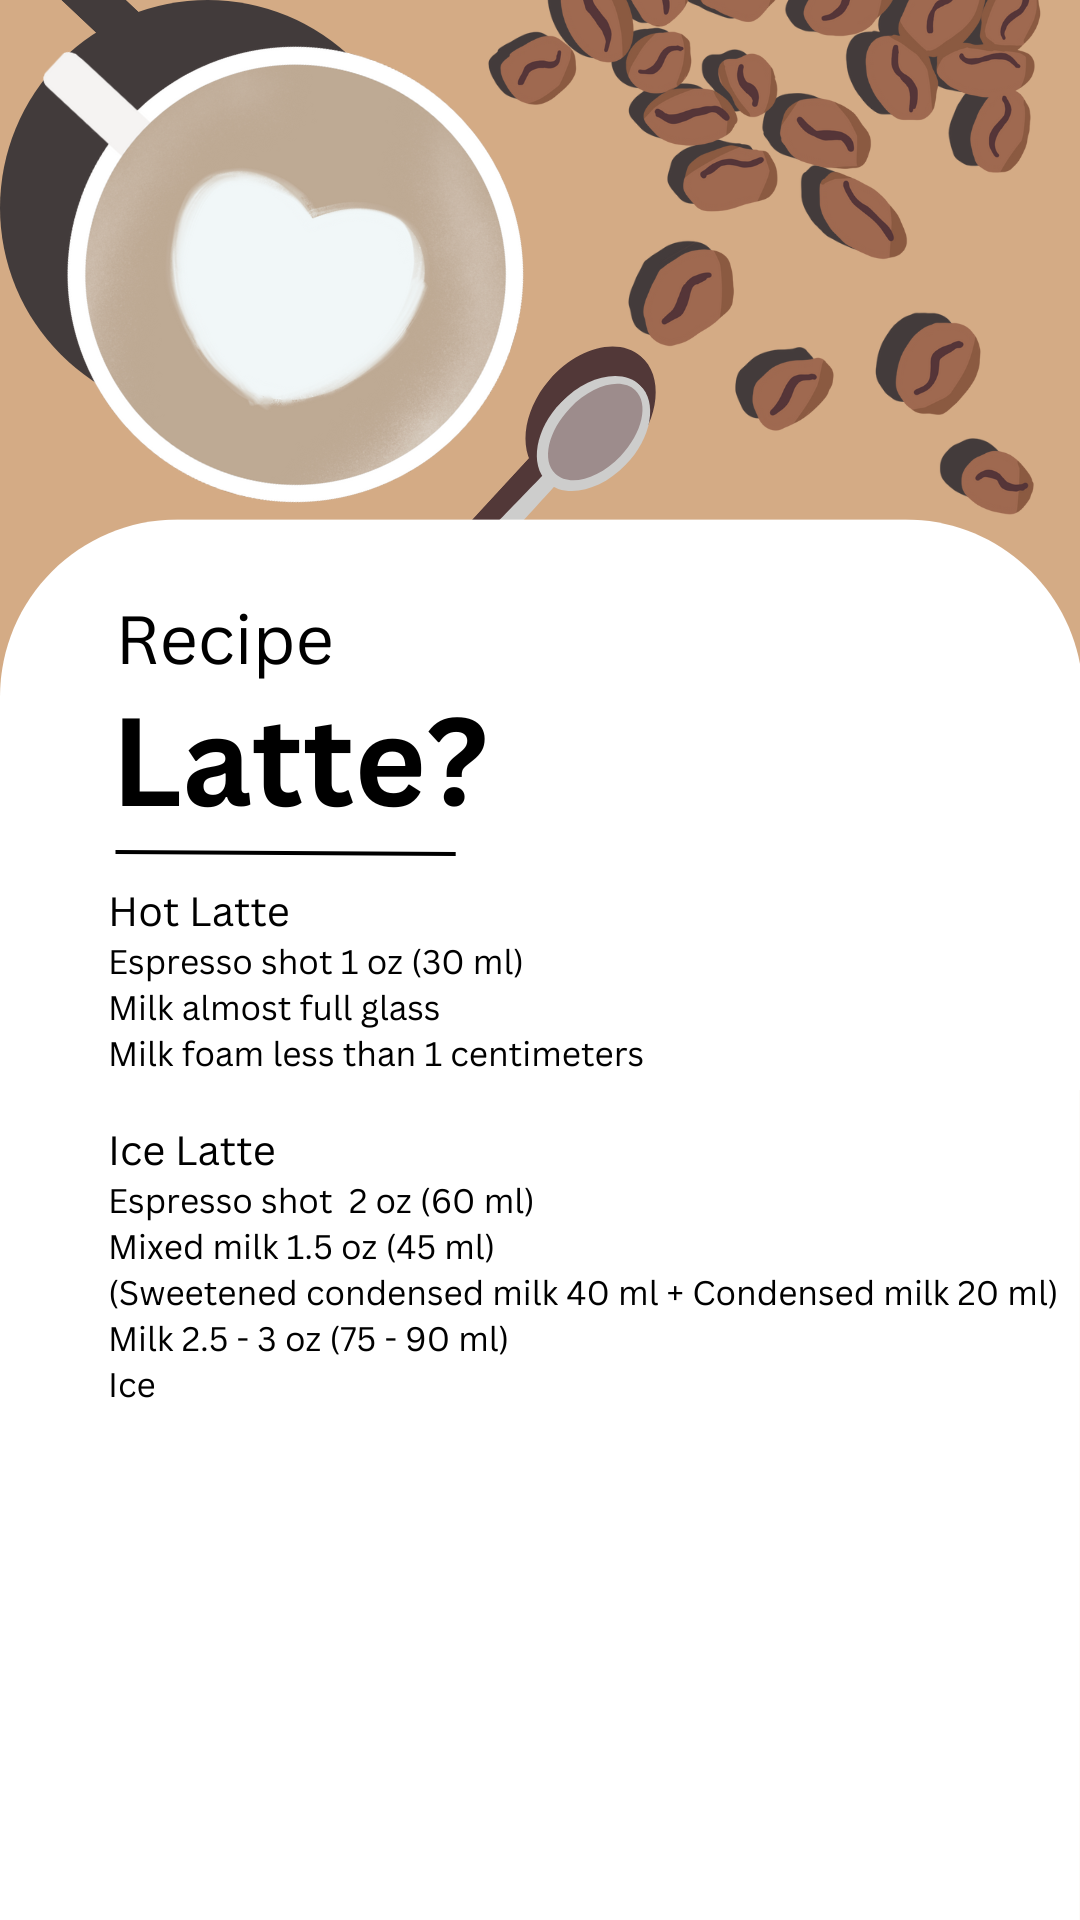 Recipe
Latte?
Hot Latte
Espresso shot 1 oz (30 ml)
Milk almost full glass
Milk foam less than 1 centimeters
Ice Latte
Espresso shot  2 oz (60 ml)
Mixed milk 1.5 oz (45 ml)
(Sweetened condensed milk 40 ml + Condensed milk 20 ml)
Milk 2.5 - 3 oz (75 - 90 ml)
Ice